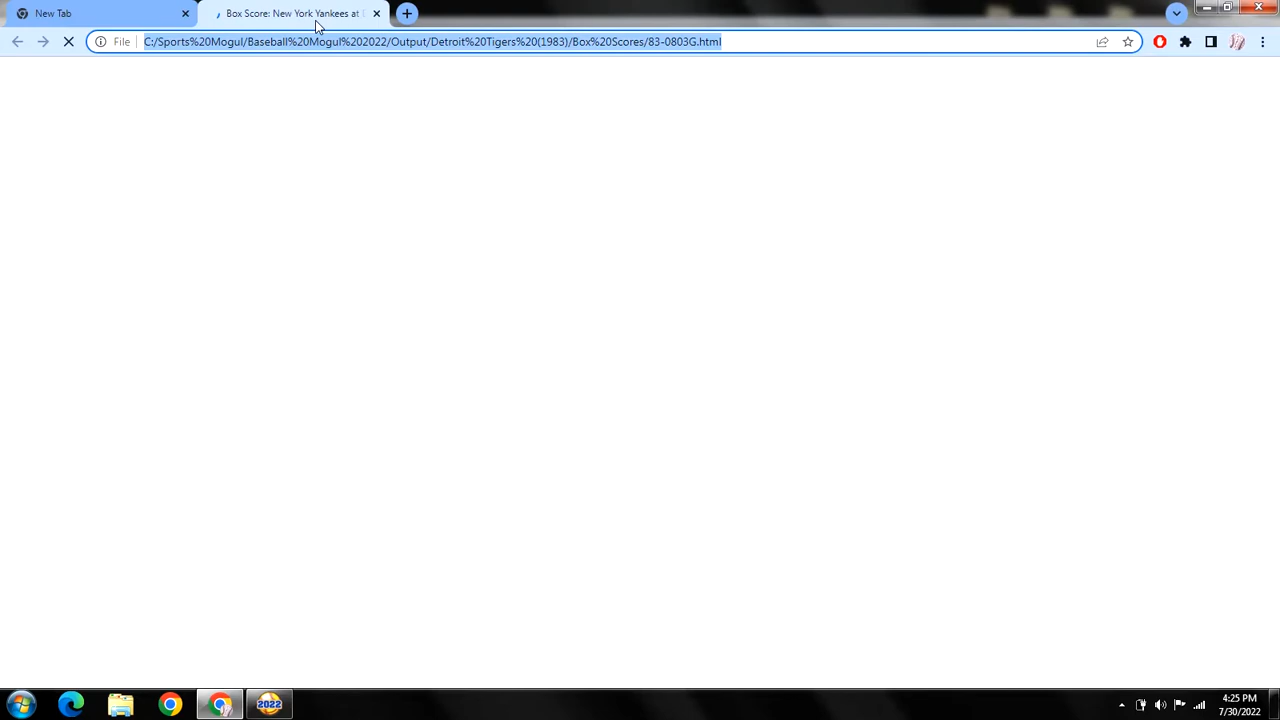 New Tab
Box Score: New York Yankees at
File
C:/Sports%20Mogul/Baseball%20Mogul%202022/Output/Detroit%20Tigers%20(1983)/Box%20Scores/83-0803G.html
2022
4:25 PM
7/30/2022